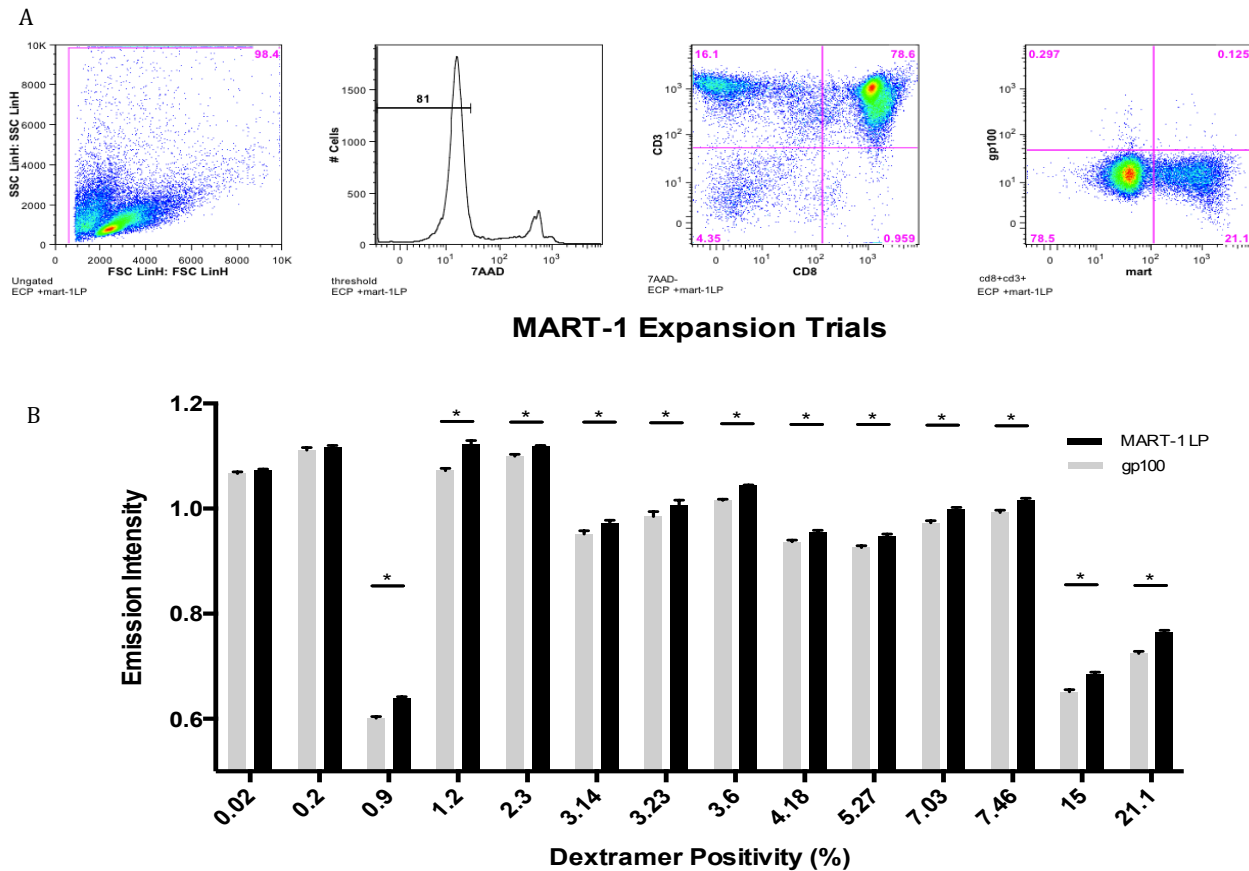 A
10K
8000
6000
4000
2000
0
SSC LinH: SSC LinH
98.4
0 2000 4000 6000 8000 10K
FSC LinH: FSC LinH
Ungated
ECP +mart-1LP
1500
1000
500
0
# Cells
81
0 10¹ 10² 10³
7AAD
threshold
ECP +mart-1LP
16.1 78.6
10³
10²
10¹
0
CD3
4.35 0.959
0 10¹ 10² 10³
CD8
7AAD-
ECP +mart-1LP
0.297 0.125
10³
10²
10¹
0
gp100
78.5 21.1
0 10¹ 10² 10³
mart
cd8+cd3+
ECP +mart-1LP
MART-1 Expansion Trials
B
1.2
1.0
0.8
0.6
Emission Intensity
* * * * * * * * * * * *
MART-1 LP
gp100
0.02 0.2 0.9 1.2 2.3 3.14 3.23 3.6 4.18 5.27 7.03 7.46 15 21.1
Dextramer Positivity (%)